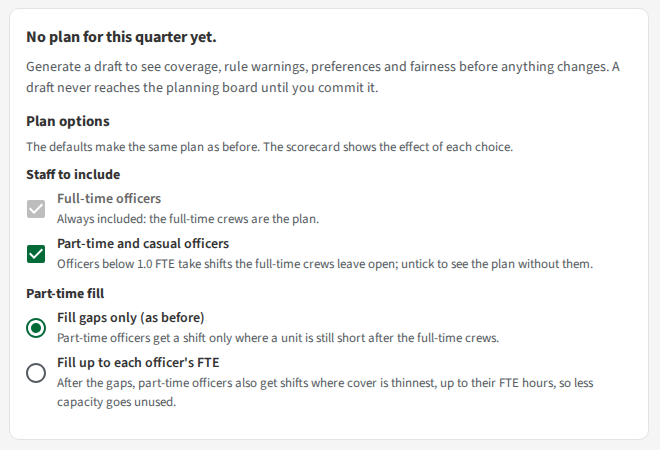 No plan for this quarter yet.
Generate a draft to see coverage, rule warnings, preferences and fairness before anything changes. A
draft never reaches the planning board until you commit it.
Plan options
The defaults make the same plan as before. The scorecard shows the effect of each choice.
Staff to include
Full-time officers
Always included: the full-time crews are the plan.
Part-time and casual officers
Officers below 1.0 FTE take shifts the full-time crews leave open; untick to see the plan without them.
Part-time fill
Fill gaps only (as before)
Part-time officers get a shift only where a unit is still short after the full-time crews.
Fill up to each officer's FTE
After the gaps, part-time officers also get shifts where cover is thinnest, up to their FTE hours, so less
capacity goes unused.